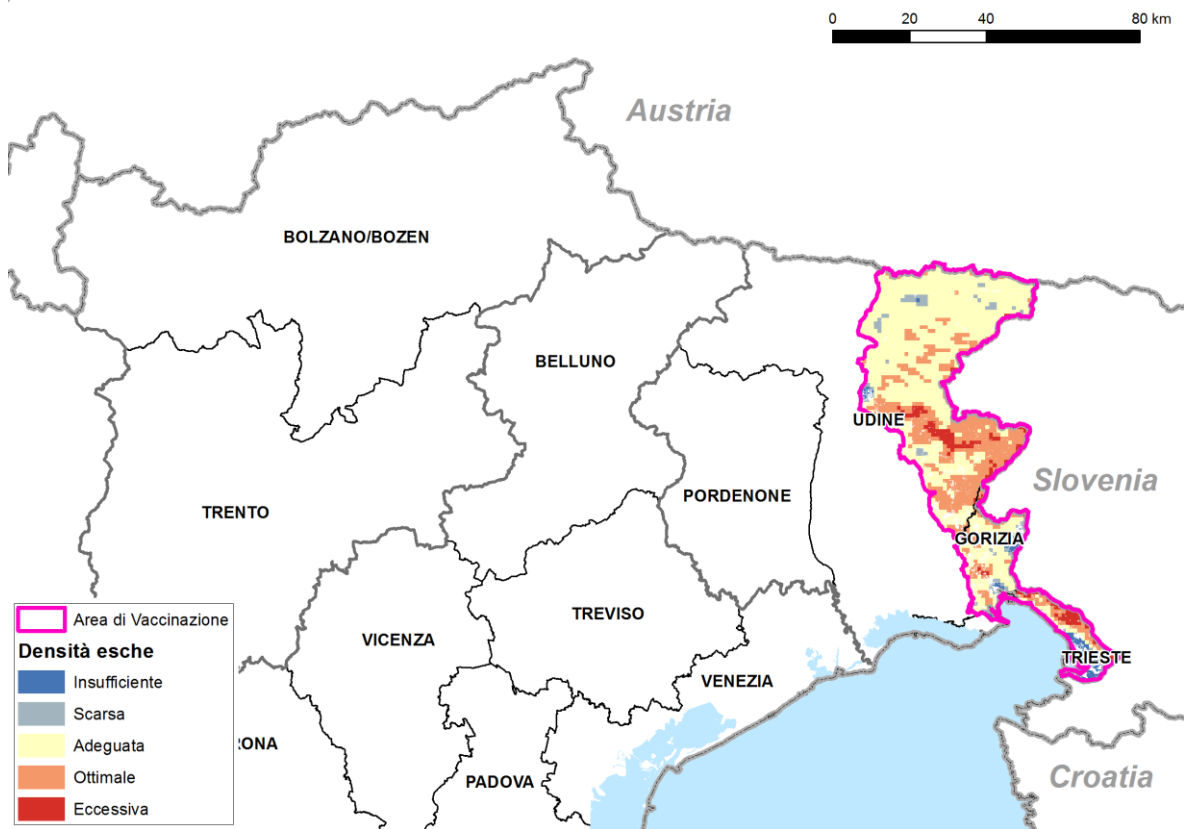 0 20 40 80 km
Austria
BOLZANO/BOZEN
BELLUNO
UDINE
Slovenia
PORDENONE
TRENTO
GORIZIA
TREVISO
VICENZA
TRIESTE
VENEZIA
RONA
PADOVA
Croatia
Area di Vaccinazione
Densità esche
Insufficiente
Scarsa
Adeguata
Ottimale
Eccessiva